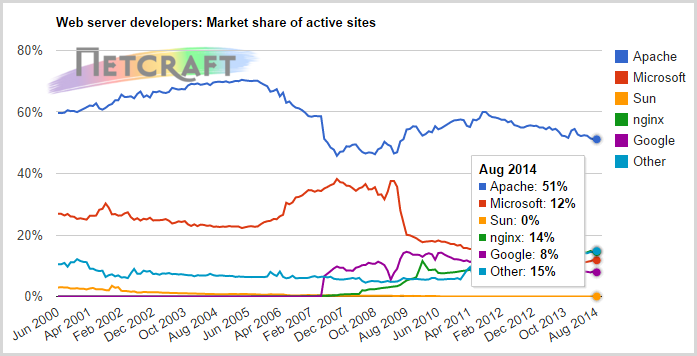 Web server developers: Market share of active sites
NETCRAFT
80%
60%
40%
20%
0%
Apache
Microsoft
Sun
nginx
Google
Other
Aug 2014
Apache: 51%
Microsoft: 12%
Sun: 0%
nginx: 14%
Google: 8%
Other: 15%
Jun 2000
Apr 2001
Feb 2002
Dec 2002
Oct 2003
Aug 2004
Jun 2005
Apr 2006
Feb 2007
Dec 2007
Oct 2008
Aug 2009
Jun 2010
Apr 2011
Feb 2012
Dec 2012
Oct 2013
Aug 2014